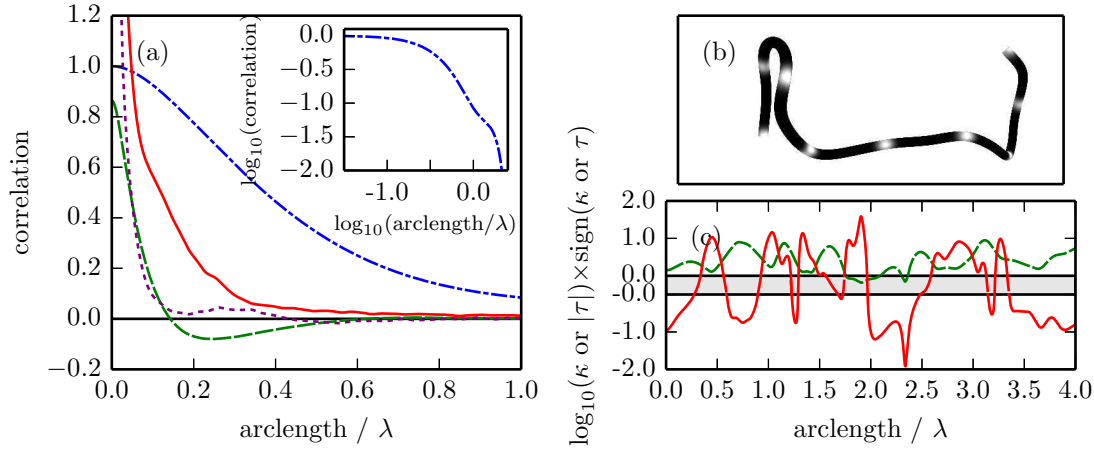 (a)
correlation
1.2
1.0
0.8
0.6
0.4
0.2
0.0
−0.2
0.0 0.2 0.4 0.6 0.8 1.0
arclength / λ
log₁₀(correlation)
0.0
−0.5
−1.0
−1.5
−2.0
-1.0 0.0
log₁₀(arclength/λ)
(b)
(c)
log₁₀(κ or |τ|)×sign(κ or τ)
2.0
1.0
0.0
-0.0
-1.0
-2.0
0.0 0.5 1.0 1.5 2.0 2.5 3.0 3.5 4.0
arclength / λ